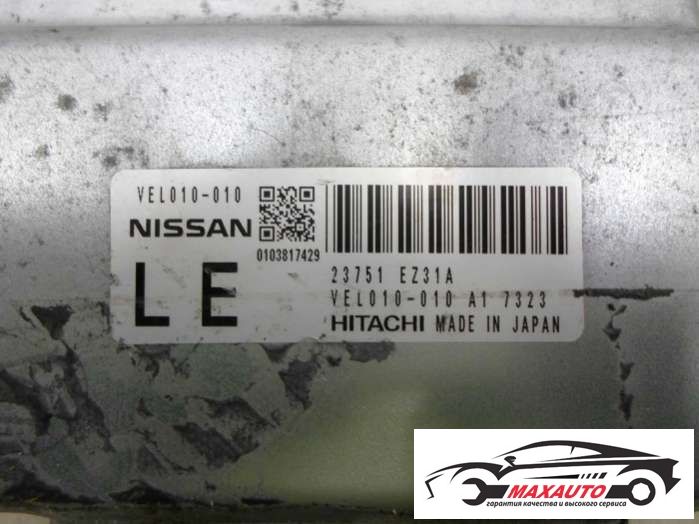 VEL010-010
NISSAN
0103817429
LE
23751 EZ31A
VEL010-010 A1 7323
HITACHI MADE IN JAPAN
MAXAUTO
гарантия качества и высокого сервиса